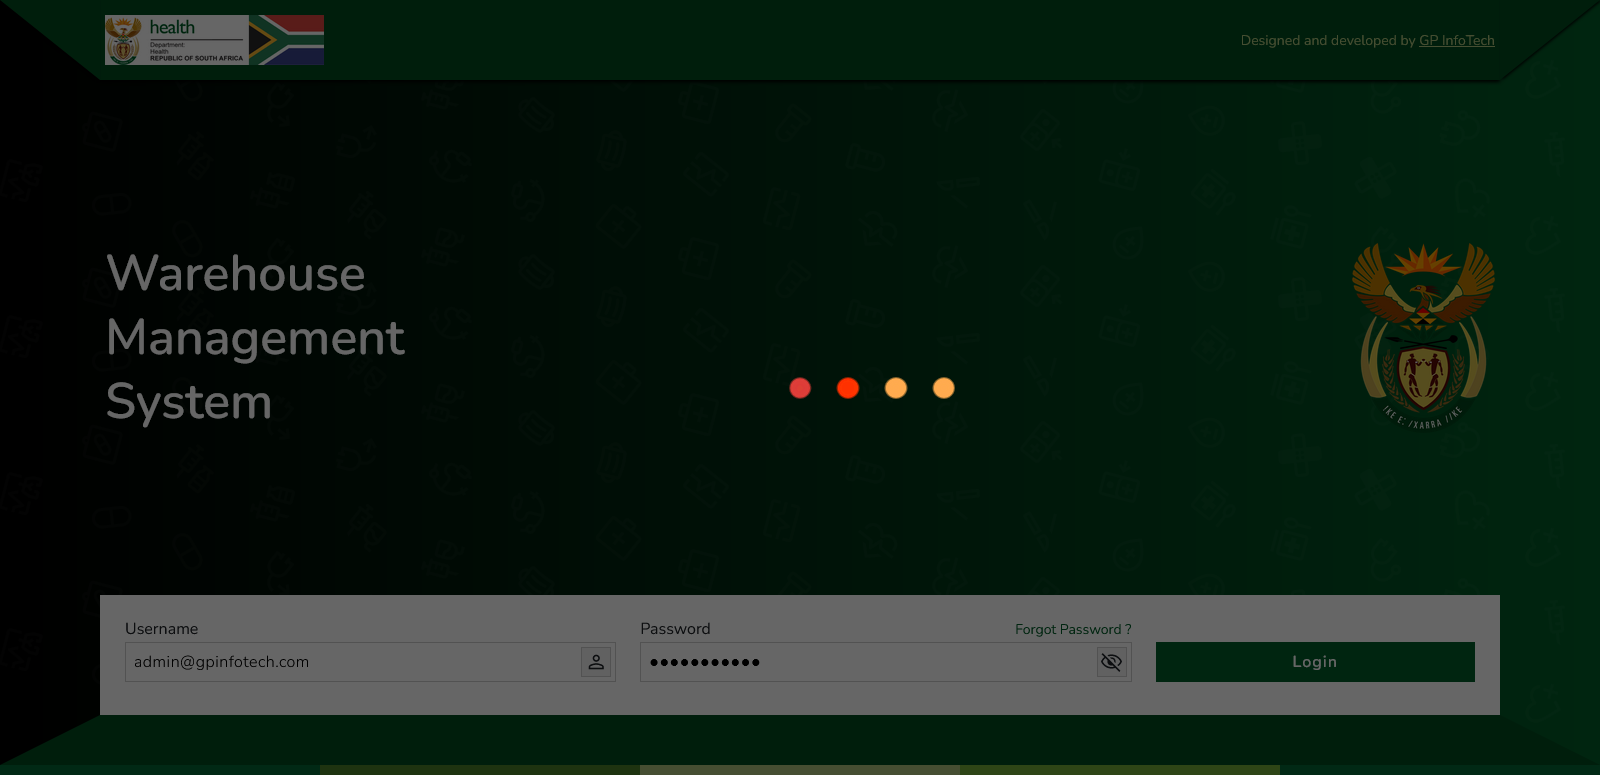 health
Department:
Health
REPUBLIC OF SOUTH AFRICA
Designed and developed by GP InfoTech
Warehouse
Management
System
!KE E: /XARRA //KE
Username
Password
Forgot Password ?
admin@gpinfotech.com
Login